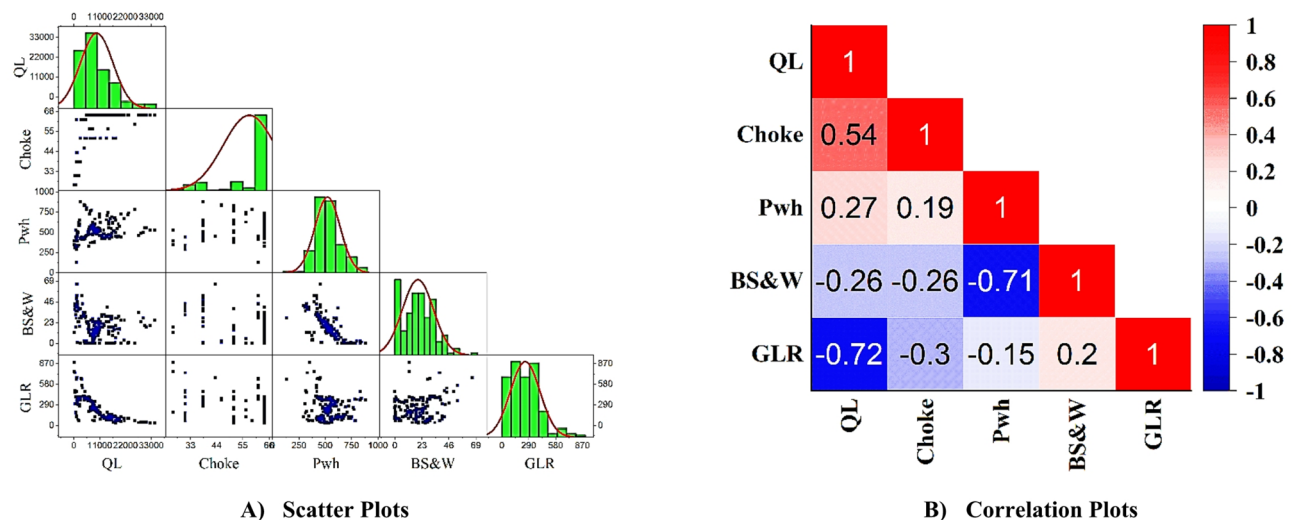 0 11000 22000 33000
33000
22000
11000
0
QL
68
55
44
33
Choke
1000
750
500
250
0
Pwh
69
46
23
0
BS&W
870
580
290
0
GLR
870
580
290
0
0 11000 22000 33000
33 44 55 66
0 250 500 750 1000
0 23 46 69
0 290 580 870
QL Choke Pwh BS&W GLR
A) Scatter Plots
QL 1
Choke 0.54 1
Pwh 0.27 0.19 1
BS&W -0.26 -0.26 -0.71 1
GLR -0.72 -0.3 -0.15 0.2 1
QL Choke Pwh BS&W GLR
1
0.8
0.6
0.4
0.2
0
-0.2
-0.4
-0.6
-0.8
-1
B) Correlation Plots